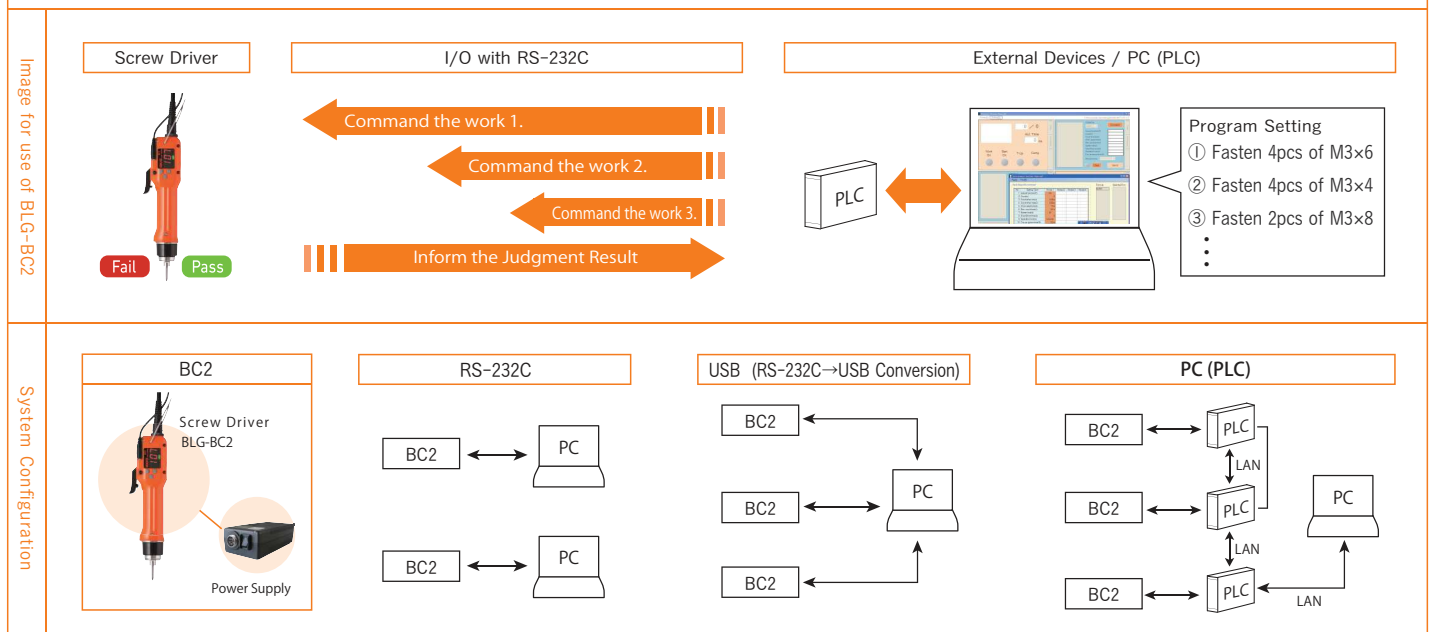 Image for use of BLG-BC2
Screw Driver
I/O with RS-232C
External Devices / PC (PLC)
Command the work 1.
Command the work 2.
Command the work 3.
Inform the Judgment Result
Fail
Pass
PLC
Program Setting
① Fasten 4pcs of M3×6
② Fasten 4pcs of M3×4
③ Fasten 2pcs of M3×8
System Configuration
BC2
Screw Driver
BLG-BC2
Power Supply
RS-232C
BC2
PC
BC2
PC
USB (RS-232C→USB Conversion)
BC2
BC2
BC2
PC
PC (PLC)
BC2
PLC
LAN
BC2
PLC
PC
LAN
BC2
PLC
LAN